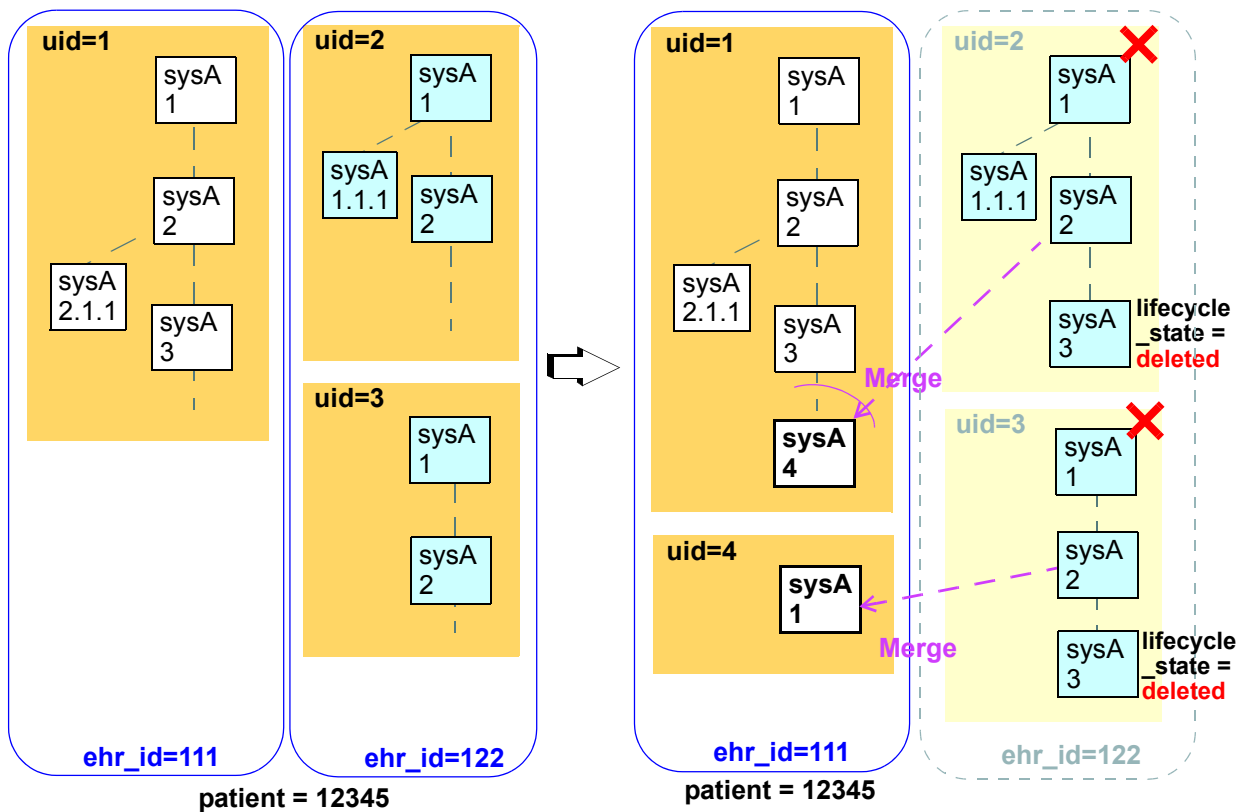 uid=1
sysA
1
sysA
2
sysA
2.1.1
sysA
3
ehr_id=111
uid=2
sysA
1
sysA
1.1.1
sysA
2
uid=3
sysA
1
sysA
2
ehr_id=122
patient = 12345
uid=1
sysA
1
sysA
2
sysA
2.1.1
sysA
3
Merge
sysA
4
uid=4
sysA
1
Merge
ehr_id=111
patient = 12345
uid=2
sysA
1
sysA
1.1.1
sysA
2
sysA
3
lifecycle
_state =
deleted
uid=3
sysA
1
sysA
2
sysA
3
lifecycle
_state =
deleted
ehr_id=122